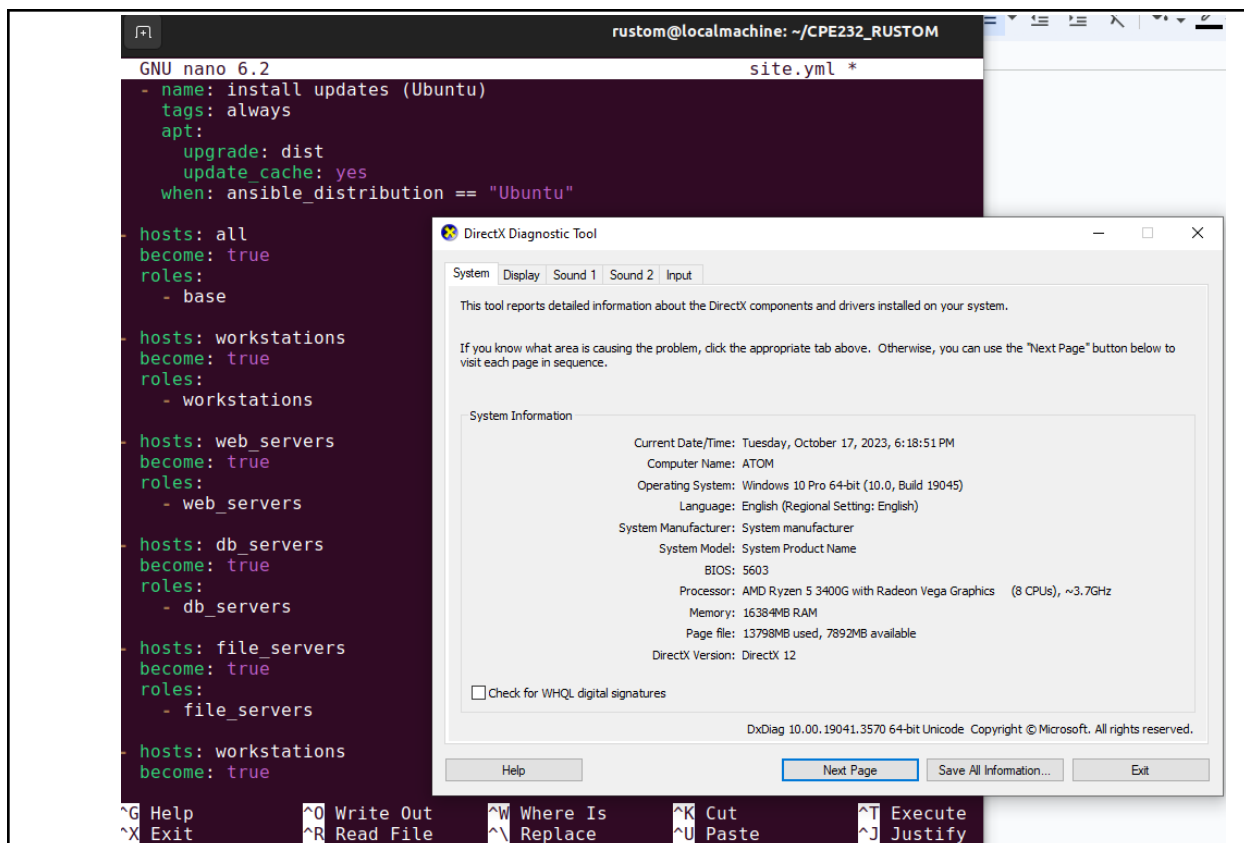 rustom@localmachine: ~/CPE232_RUSTOM
GNU nano 6.2 site.yml *
- name: install updates (Ubuntu)
tags: always
apt:
upgrade: dist
update_cache: yes
when: ansible_distribution == "Ubuntu"
- hosts: all
become: true
roles:
- base
- hosts: workstations
become: true
roles:
- workstations
- hosts: web_servers
become: true
roles:
- web_servers
- hosts: db_servers
become: true
roles:
- db_servers
- hosts: file_servers
become: true
roles:
- file_servers
- hosts: workstations
become: true
^G Help ^O Write Out ^W Where Is ^K Cut ^T Execute
^X Exit ^R Read File ^\ Replace ^U Paste ^J Justify
DirectX Diagnostic Tool
System Display Sound 1 Sound 2 Input
This tool reports detailed information about the DirectX components and drivers installed on your system.
If you know what area is causing the problem, click the appropriate tab above. Otherwise, you can use the "Next Page" button below to
visit each page in sequence.
System Information
Current Date/Time: Tuesday, October 17, 2023, 6:18:51 PM
Computer Name: ATOM
Operating System: Windows 10 Pro 64-bit (10.0, Build 19045)
Language: English (Regional Setting: English)
System Manufacturer: System manufacturer
System Model: System Product Name
BIOS: 5603
Processor: AMD Ryzen 5 3400G with Radeon Vega Graphics (8 CPUs), ~3.7GHz
Memory: 16384MB RAM
Page file: 13798MB used, 7892MB available
DirectX Version: DirectX 12
Check for WHQL digital signatures
DxDiag 10.00.19041.3570 64-bit Unicode Copyright © Microsoft. All rights reserved.
Help Next Page Save All Information... Exit